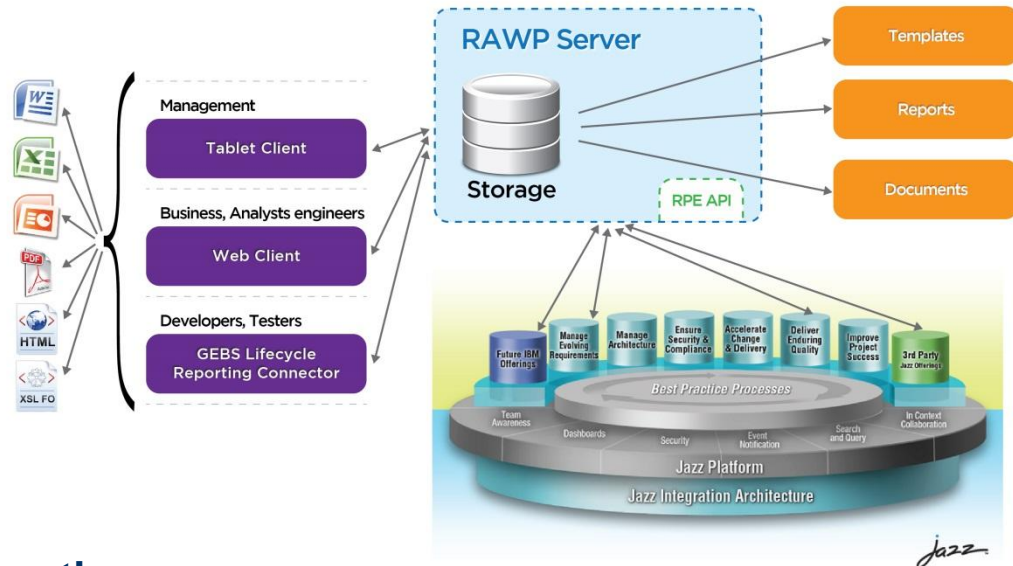 RAWP Server
Storage
RPE API
Templates
Reports
Documents
Management
Tablet Client
Business, Analysts engineers
Web Client
Developers, Testers
GEBS Lifecycle
Reporting Connector
PDF
HTML
XSL FO
Future IBM
Offerings
Manage
Evolving
Requirements
Manage
Architecture
Ensure
Security &
Compliance
Accelerate
Change
& Delivery
Deliver
Enduring
Quality
Improve
Project
Success
3rd Party
Jazz Offerings
Best Practice Processes
Team
Awareness
Dashboards
Security
Event
Notification
Search
and Query
In Context
Collaboration
Jazz Platform
Jazz Integration Architecture
jazz